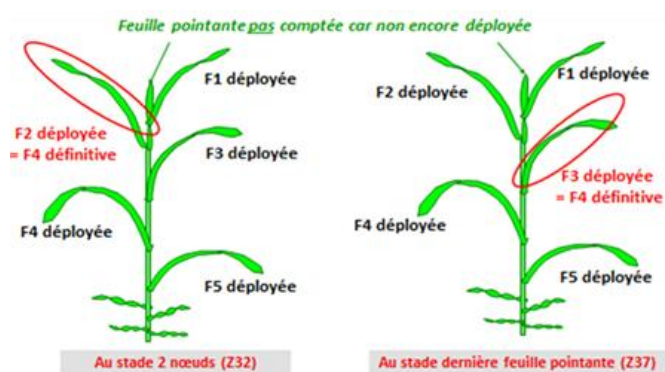 Feuille pointante pas comptée car non encore déployée
F1 déployée
F2 déployée
= F4 définitive
F3 déployée
F4 déployée
F5 déployée
Au stade 2 nœuds (Z32)
F1 déployée
F2 déployée
F3 déployée
= F4 définitive
F4 déployée
F5 déployée
Au stade dernière feuille pointante (Z37)